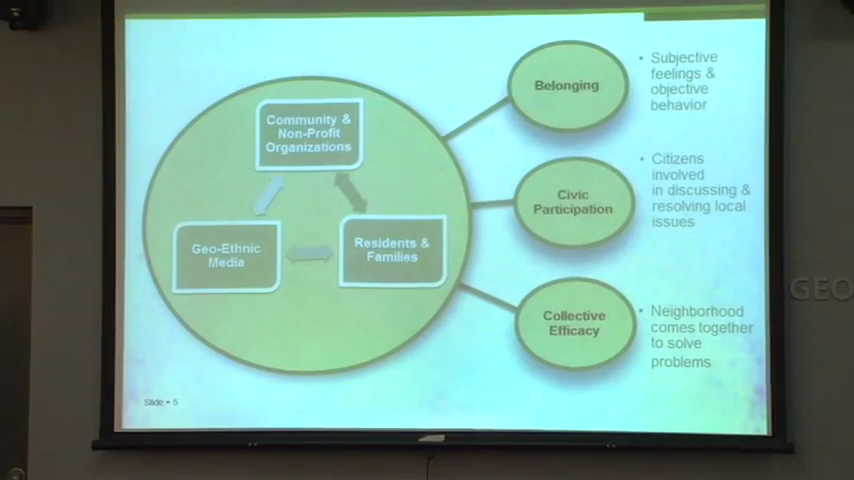 Community &
Non-Profit
Organizations
Geo-Ethnic
Media
Residents &
Families
Belonging
• Subjective
feelings &
objective
behavior
Civic
Participation
• Citizens
involved
in discussing &
resolving local
issues
Collective
Efficacy
• Neighborhood
comes together
to solve
problems
Slide • 5
GEO